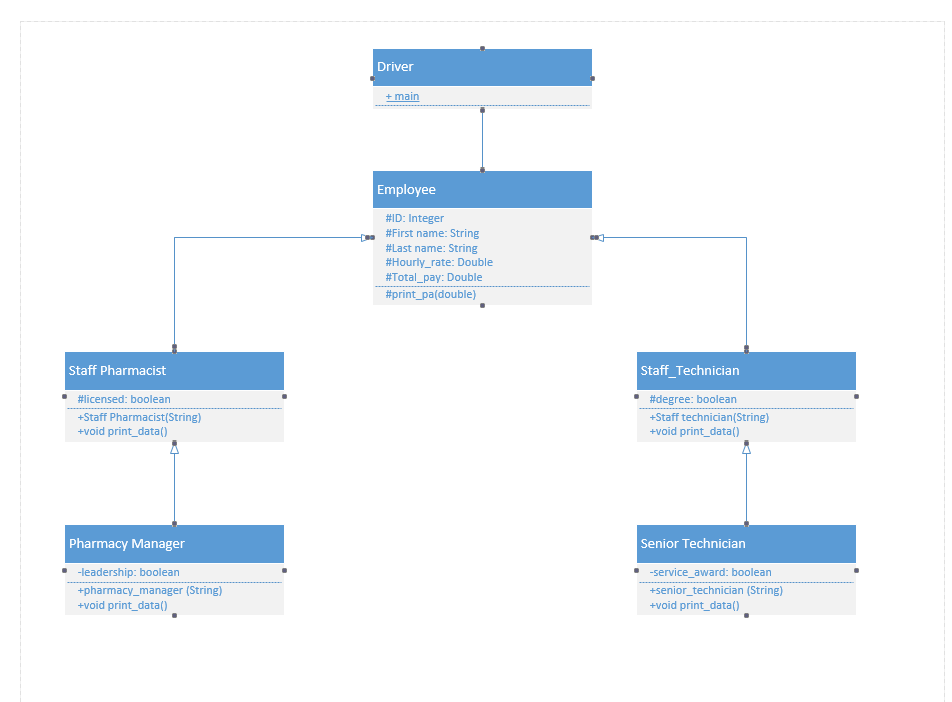 Driver
+ main
Employee
#ID: Integer
#First name: String
#Last name: String
#Hourly_rate: Double
#Total_pay: Double
#print_pa(double)
Staff Pharmacist
#licensed: boolean
+Staff Pharmacist(String)
+void print_data()
Staff_Technician
#degree: boolean
+Staff technician(String)
+void print_data()
Pharmacy Manager
-leadership: boolean
+pharmacy_manager (String)
+void print_data()
Senior Technician
-service_award: boolean
+senior_technician (String)
+void print_data()